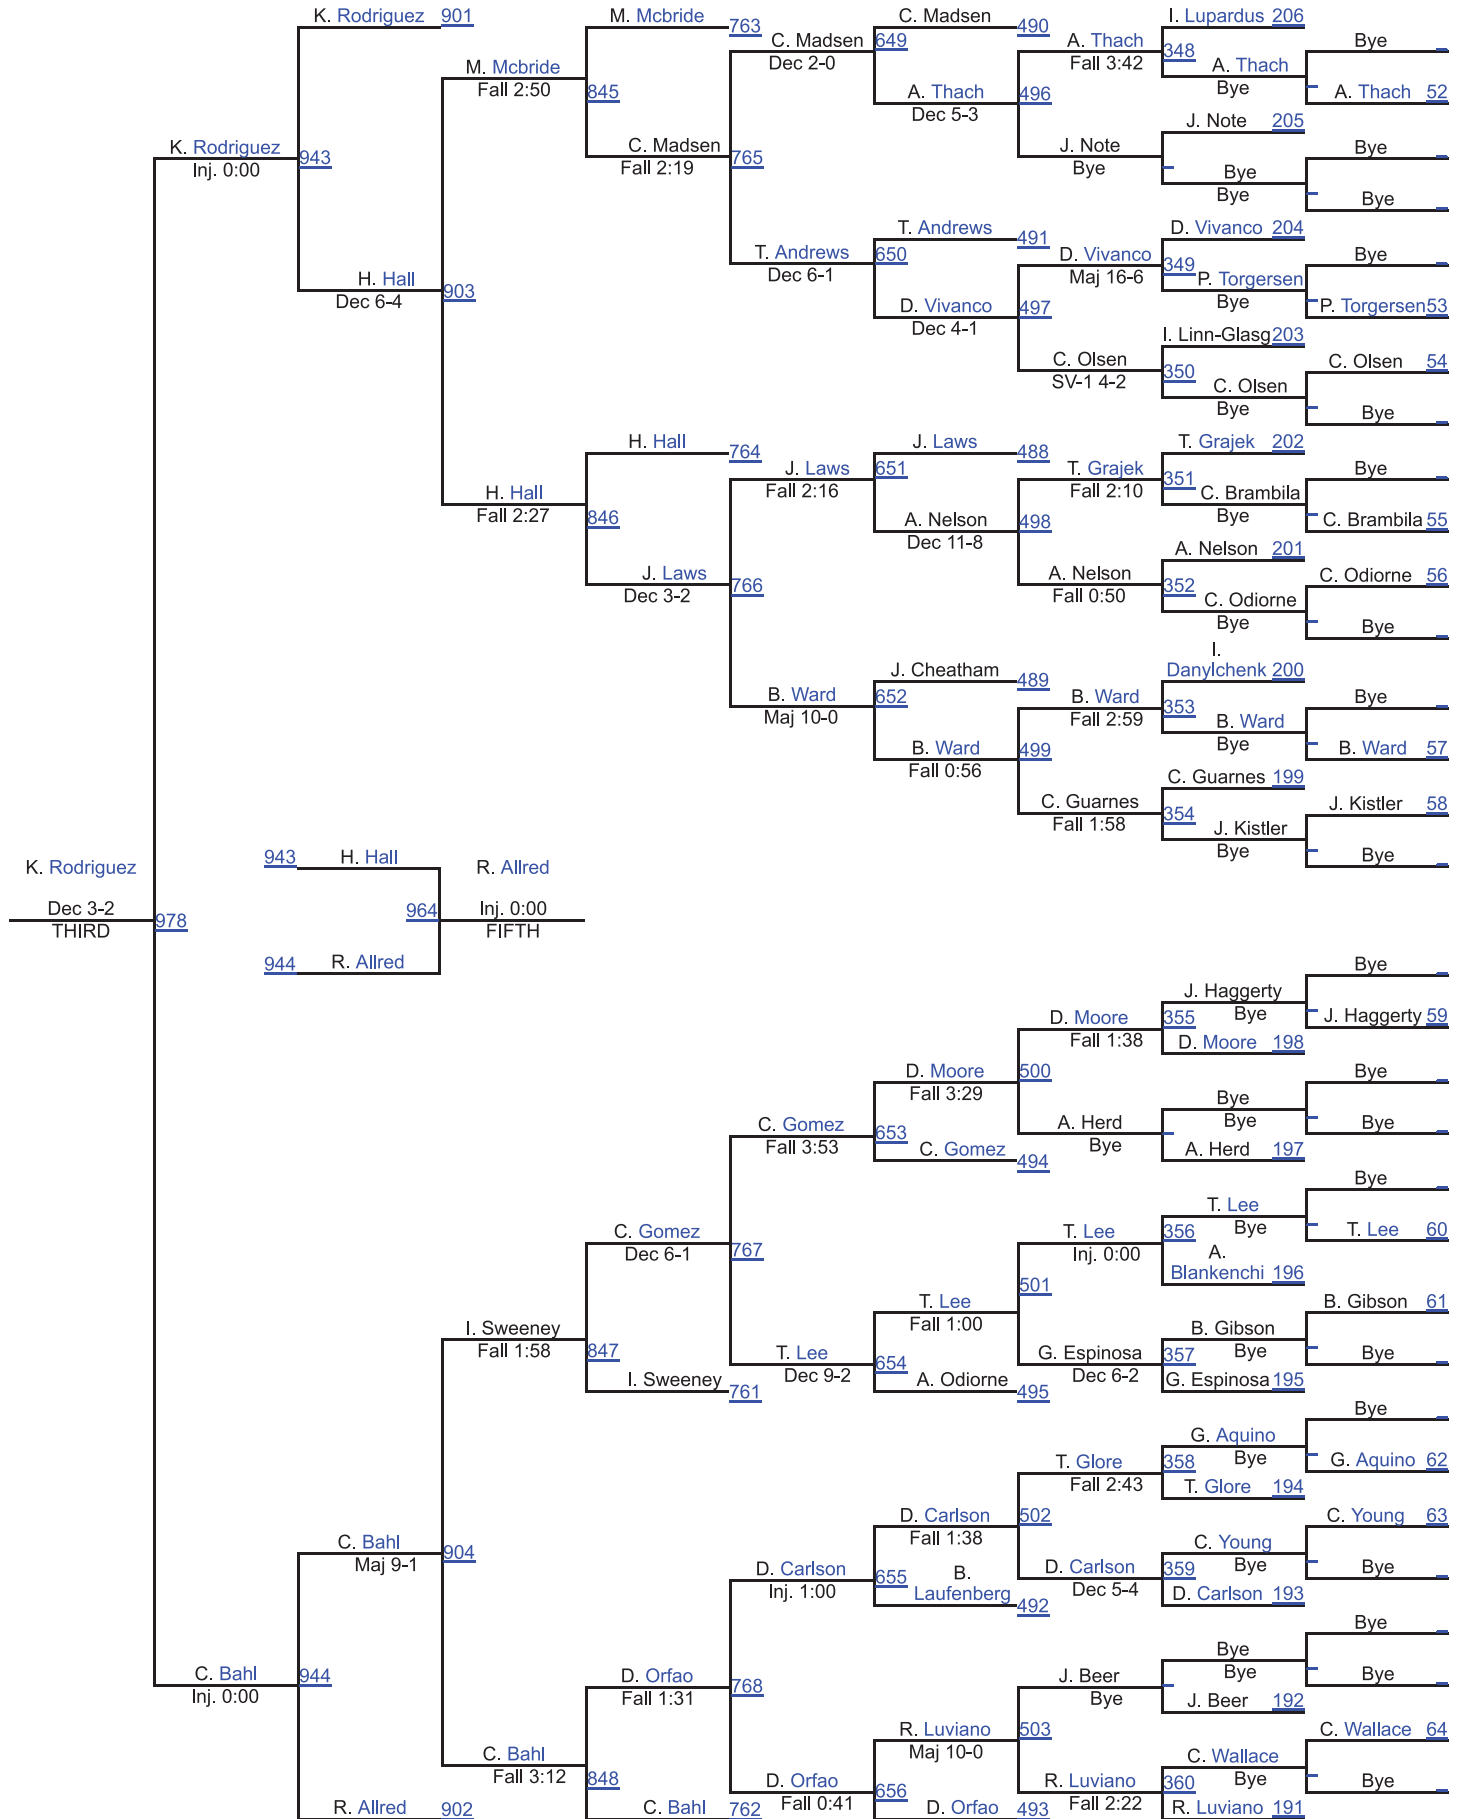 K. Rodriguez 901
M. Mcbride 763
C. Madsen 490
I. Lupardus 206
C. Madsen 649
Dec 2-0
A. Thach
Fall 3:42
348
Bye
M. Mcbride
Fall 2:50
845
A. Thach
Bye
A. Thach 52
A. Thach
Dec 5-3
496
J. Note 205
K. Rodriguez
Inj. 0:00
943
C. Madsen
Fall 2:19
765
J. Note
Bye
Bye
Bye
Bye
Bye
T. Andrews 491
D. Vivanco 204
T. Andrews
Dec 6-1
650
D. Vivanco
Maj 16-6
349
Bye
H. Hall
Dec 6-4
903
P. Torgersen
Bye
P. Torgersen 53
D. Vivanco
Dec 4-1
497
I. Linn-Glasg 203
C. Olsen
SV-1 4-2
350
C. Olsen 54
C. Olsen
Bye
Bye
H. Hall 764
J. Laws 488
T. Grajek 202
J. Laws
Fall 2:16
651
T. Grajek
Fall 2:10
351
Bye
H. Hall
Fall 2:27
846
C. Brambila
Bye
C. Brambila 55
A. Nelson
Dec 11-8
498
A. Nelson 201
J. Laws
Dec 3-2
766
A. Nelson
Fall 0:50
352
C. Odiorne 56
C. Odiorne
Bye
Bye
I.
Danylchenk 200
J. Cheatham 489
B. Ward
Maj 10-0
652
B. Ward
Fall 2:59
353
Bye
B. Ward
Bye
B. Ward 57
B. Ward
Fall 0:56
499
C. Guarnes 199
C. Guarnes
Fall 1:58
354
J. Kistler 58
J. Kistler
Bye
Bye
K. Rodriguez
943 H. Hall
R. Allred
Dec 3-2
THIRD
978
964
Inj. 0:00
FIFTH
944 R. Allred
Bye
J. Haggerty
Bye
J. Haggerty 59
D. Moore
Fall 1:38
355
D. Moore 198
D. Moore
Fall 3:29
500
Bye
Bye
Bye
Bye
C. Gomez
Fall 3:53
653
A. Herd
Bye
C. Gomez 494
A. Herd 197
Bye
T. Lee
Bye
T. Lee 60
C. Gomez
Dec 6-1
767
T. Lee
Inj. 0:00
356
A.
Blankenchi 196
501
T. Lee
Fall 1:00
B. Gibson 61
I. Sweeney
Fall 1:58
847
B. Gibson
Bye
Bye
T. Lee
Dec 9-2
654
G. Espinosa
Dec 6-2
357
I. Sweeney 761
A. Odiorne 495
G. Espinosa 195
Bye
G. Aquino
Bye
G. Aquino 62
T. Glore
Fall 2:43
358
T. Glore 194
D. Carlson
Fall 1:38
502
C. Young 63
C. Bahl
Maj 9-1
904
C. Young
Bye
Bye
D. Carlson
Inj. 1:00
655
B.
Laufenberg 492
D. Carlson
Dec 5-4
359
D. Carlson 193
Bye
Bye
Bye
Bye
C. Bahl
Inj. 0:00
944
D. Orfao
Fall 1:31
768
J. Beer
Bye
J. Beer 192
R. Luviano
Maj 10-0
503
C. Wallace 64
C. Bahl
Fall 3:12
848
C. Wallace
Bye
Bye
D. Orfao
Fall 0:41
656
R. Luviano
Fall 2:22
360
R. Allred 902
C. Bahl 762
D. Orfao 493
R. Luviano 191